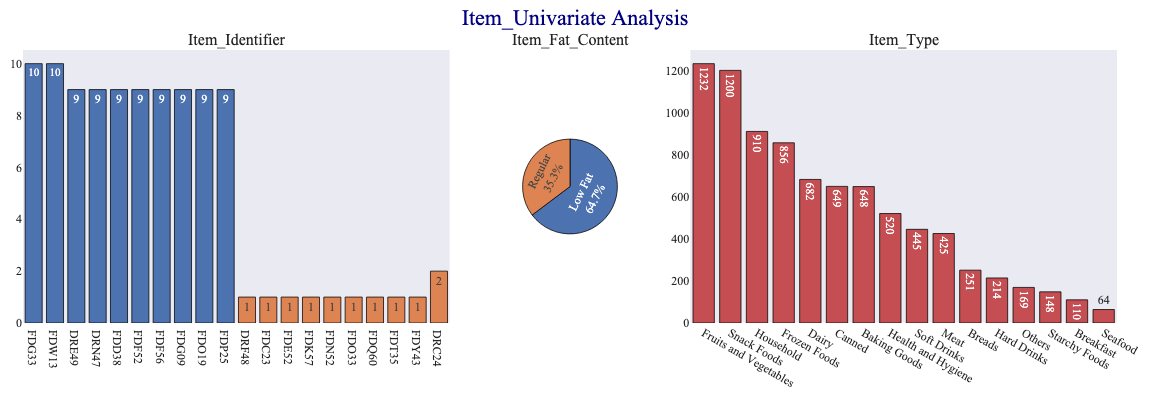 Item_Univariate Analysis
Item_Identifier
10
8
6
4
2
0
10
10
9
9
9
9
9
9
9
9
1
1
1
1
1
1
1
1
1
2
FDG33
FDW13
DRE49
DRN47
FDD38
FDF52
FDF56
FDG09
FDO19
FDP25
DRF48
FDC23
FDE52
FDK57
FDN52
FDO33
FDQ60
FDT35
FDY43
DRC24
Item_Fat_Content
Regular
35.3%
Low Fat
64.7%
Item_Type
1200
1000
800
600
400
200
0
1232
1200
910
856
682
649
648
520
445
425
251
214
169
148
110
64
Fruits and Vegetables
Snack Foods
Household
Frozen Foods
Dairy
Canned
Baking Goods
Health and Hygiene
Soft Drinks
Meat
Breads
Hard Drinks
Others
Starchy Foods
Breakfast
Seafood